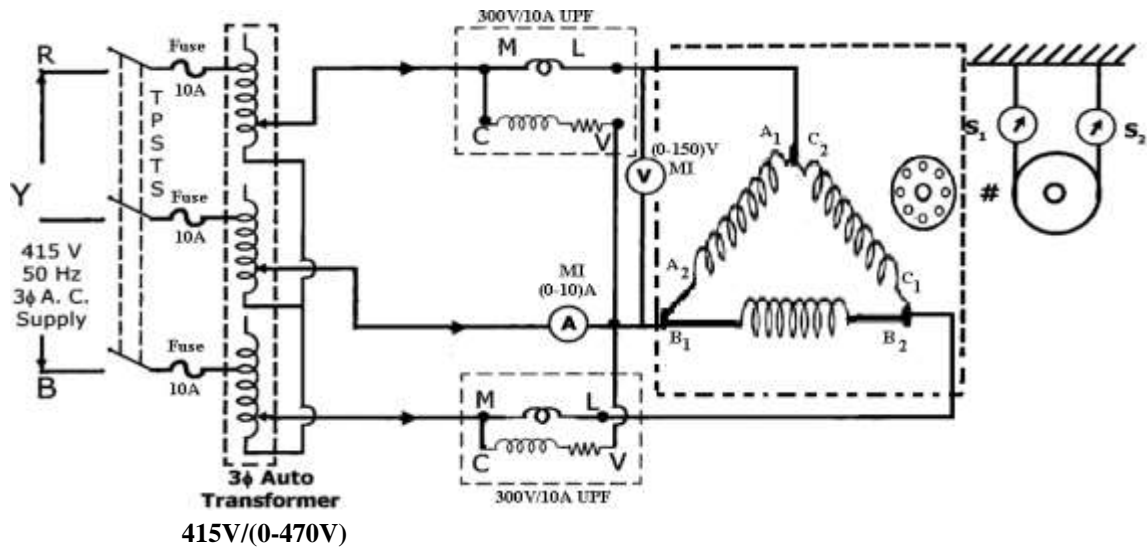 300V/10A UPF
M L
C V
R
Fuse
10A
TPSTS
Y
Fuse
10A
415 V
50 Hz
3ϕ A. C.
Supply
B
Fuse
10A
3ϕ Auto
Transformer
415V/(0-470V)
(0-150)V
MI
V
MI
(0-10)A
A
M L
C V
300V/10A UPF
A1 C2
A2 C1
B1 B2
S1 S2
#